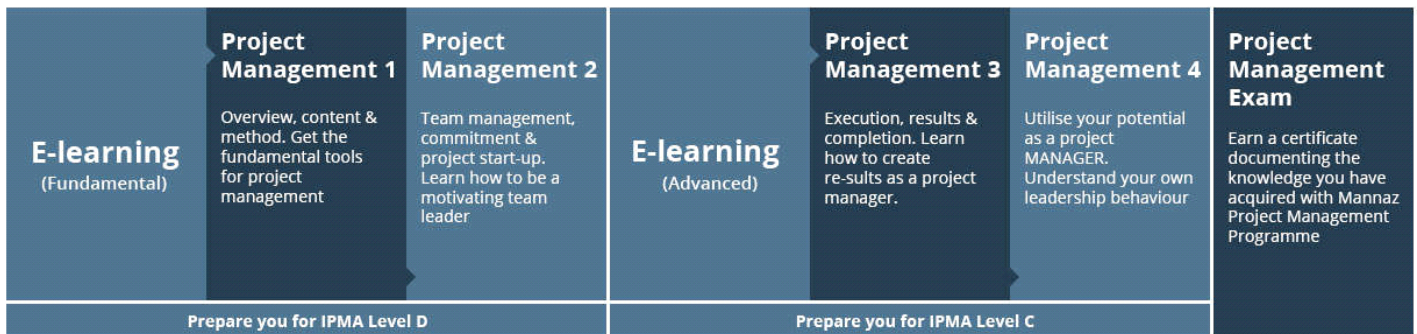 E-learning
(Fundamental)
Project
Management 1
Overview, content &
method. Get the
fundamental tools
for project
management
Project
Management 2
Team management,
commitment &
project start-up.
Learn how to be a
motivating team
leader
Prepare you for IPMA Level D
E-learning
(Advanced)
Project
Management 3
Execution, results &
completion. Learn
how to create
re-sults as a project
manager.
Project
Management 4
Utilise your potential
as a project
MANAGER.
Understand your own
leadership behaviour
Prepare you for IPMA Level C
Project
Management
Exam
Earn a certificate
documenting the
knowledge you have
acquired with Mannaz
Project Management
Programme